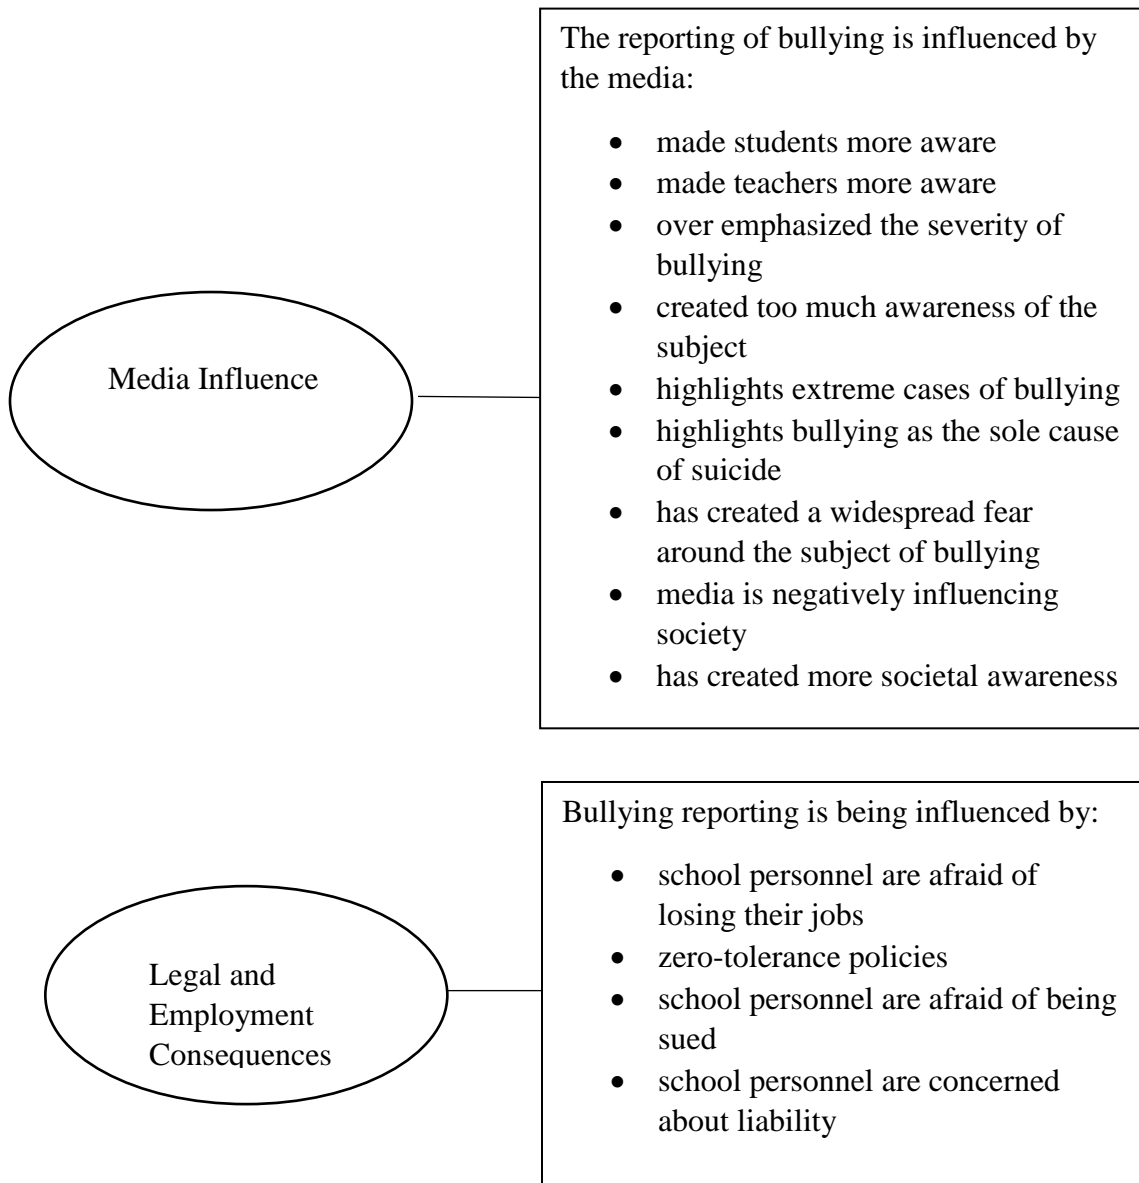 The reporting of bullying is influenced by
the media:
• made students more aware
• made teachers more aware
• over emphasized the severity of
bullying
• created too much awareness of the
subject
• highlights extreme cases of bullying
• highlights bullying as the sole cause
of suicide
• has created a widespread fear
around the subject of bullying
• media is negatively influencing
society
• has created more societal awareness
Media Influence
Bullying reporting is being influenced by:
• school personnel are afraid of
losing their jobs
• zero-tolerance policies
• school personnel are afraid of being
sued
• school personnel are concerned
about liability
Legal and
Employment
Consequences